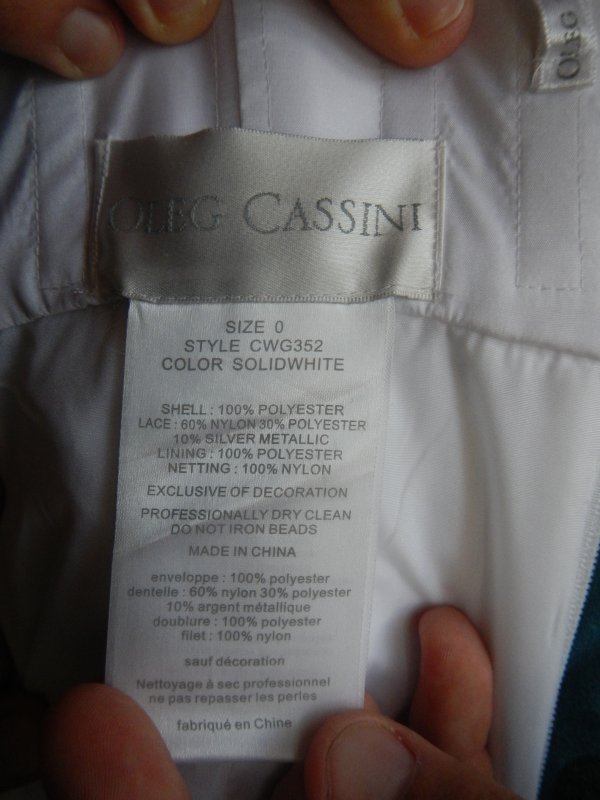 OLEG
OLEG CASSINI
SIZE 0
STYLE CWG352
COLOR SOLIDWHITE
SHELL : 100% POLYESTER
LACE : 60% NYLON 30% POLYESTER
10% SILVER METALLIC
LINING : 100% POLYESTER
NETTING : 100% NYLON
EXCLUSIVE OF DECORATION
PROFESSIONALLY DRY CLEAN
DO NOT IRON BEADS
MADE IN CHINA
enveloppe : 100% polyester
dentelle : 60% nylon 30% polyester
10% argent métallique
doublure : 100% polyester
filet : 100% nylon
sauf décoration
Nettoyage á sec professionnel
ne pas repasser les perles
fabriqué en Chine